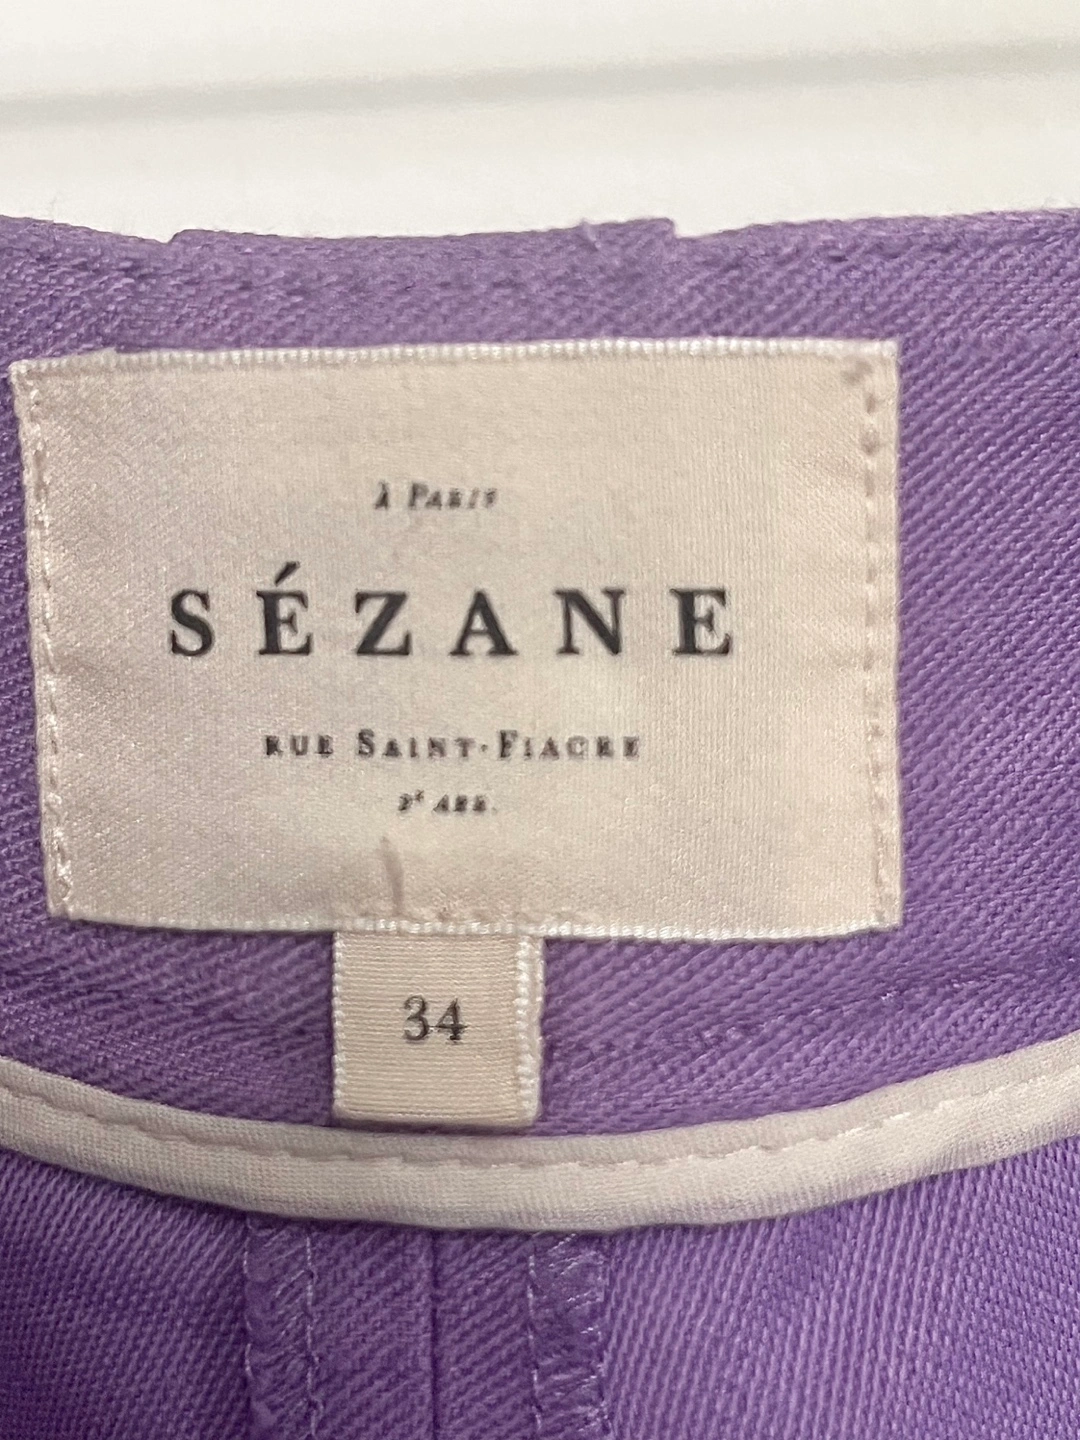 À PARIS
SÉZANE
RUE SAINT-FIACRE
2E ARR.
34